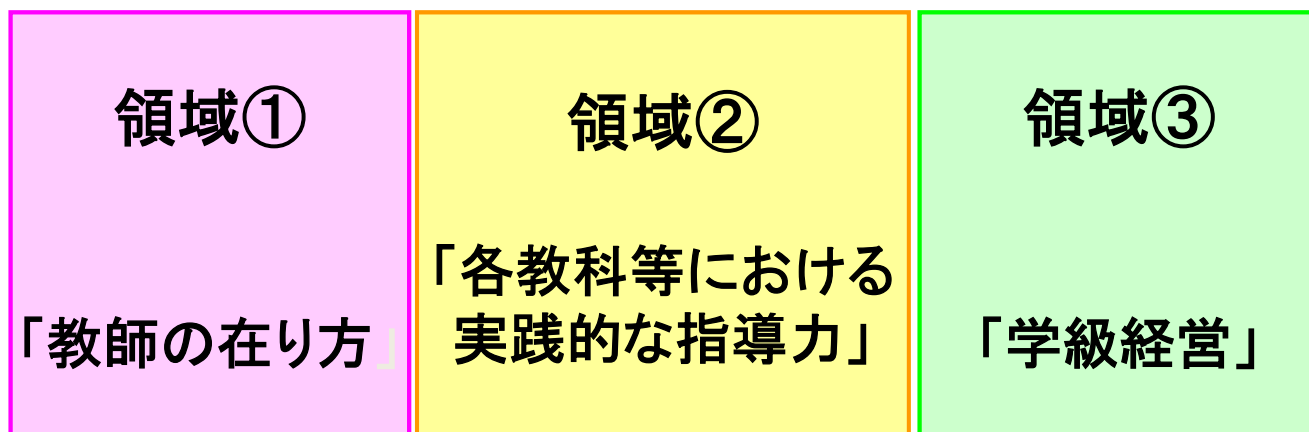 領域①
「教師の在り方」
領域②
「各教科等における
実践的な指導力」
領域③
「学級経営」